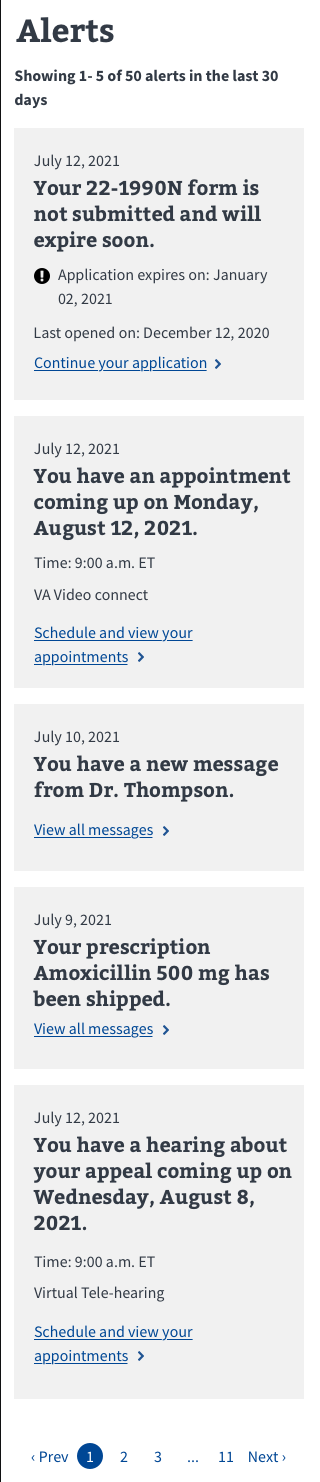 Alerts
Showing 1- 5 of 50 alerts in the last 30
days
July 12, 2021
Your 22-1990N form is
not submitted and will
expire soon.
Application expires on: January
02, 2021
Last opened on: December 12, 2020
Continue your application
July 12, 2021
You have an appointment
coming up on Monday,
August 12, 2021.
Time: 9:00 a.m. ET
VA Video connect
Schedule and view your
appointments
July 10, 2021
You have a new message
from Dr. Thompson.
View all messages
July 9, 2021
Your prescription
Amoxicillin 500 mg has
been shipped.
View all messages
July 12, 2021
You have a hearing about
your appeal coming up on
Wednesday, August 8,
2021.
Time: 9:00 a.m. ET
Virtual Tele-hearing
Schedule and view your
appointments
‹ Prev 1 2 3 ... 11 Next ›